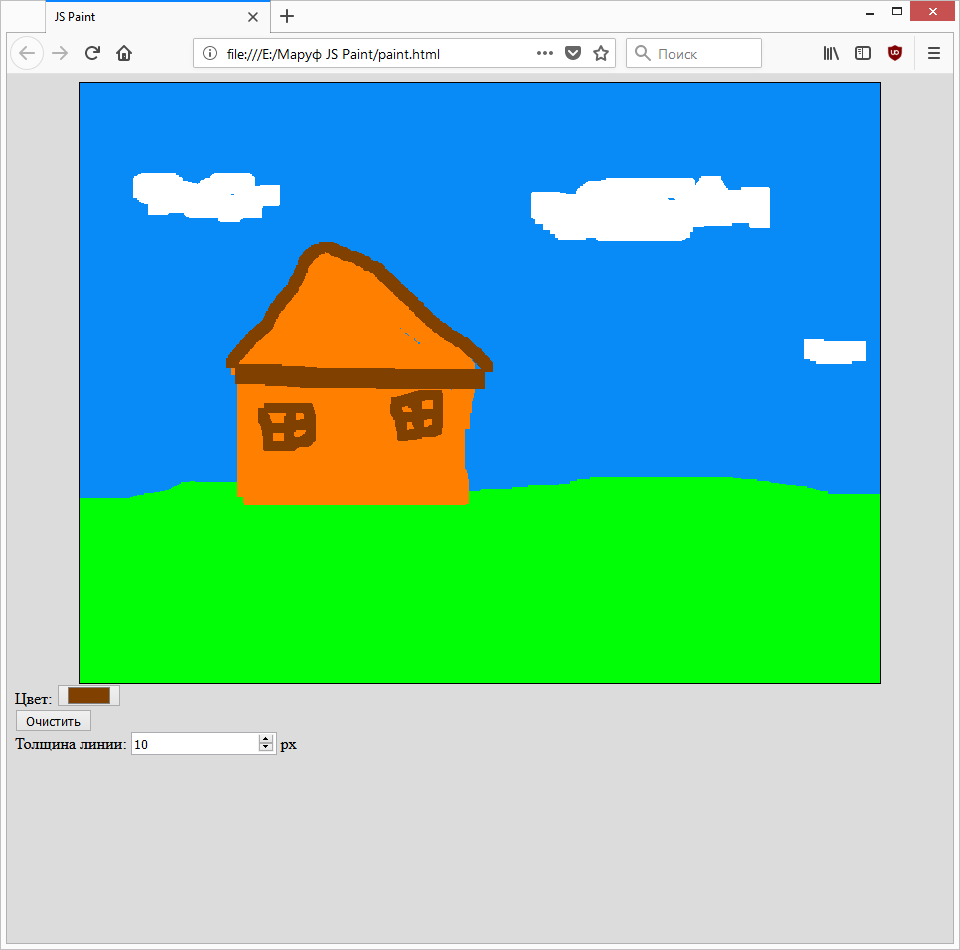 JS Paint
file:///E:/Маруф JS Paint/paint.html
Поиск
Цвет:
Очистить
Толщина линии: 10 px